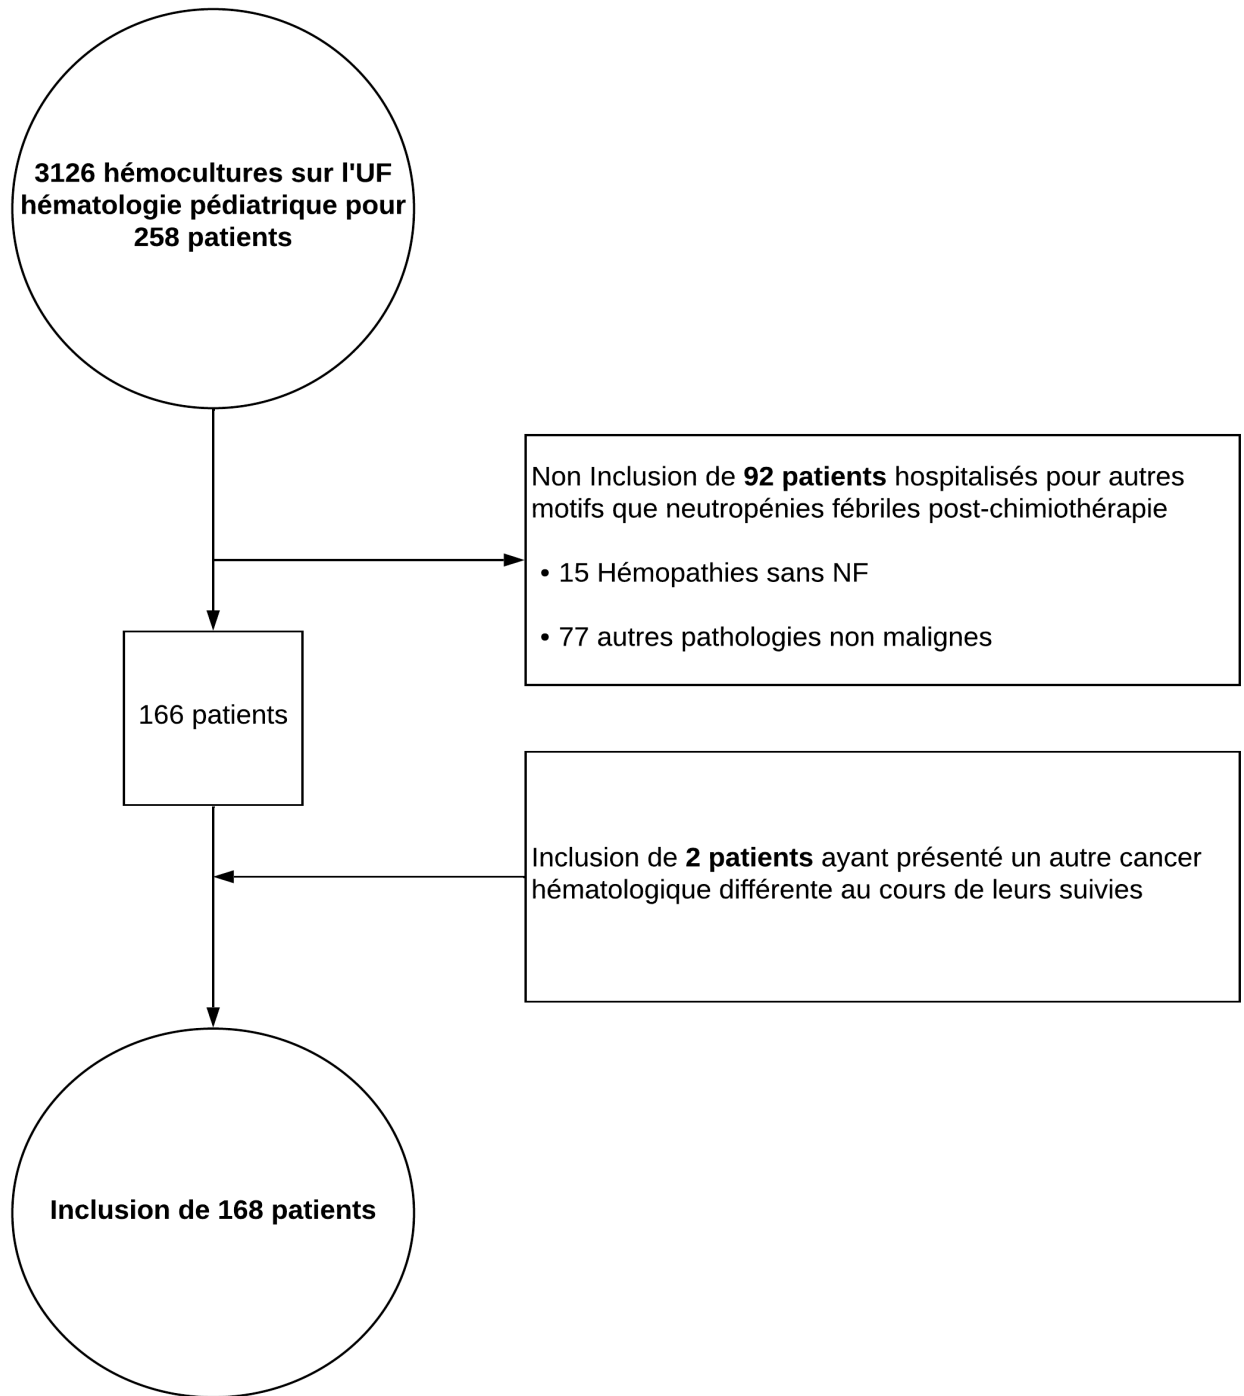 3126 hémocultures sur l'UF
hématologie pédiatrique pour
258 patients
Non Inclusion de 92 patients hospitalisés pour autres
motifs que neutropénies fébriles post-chimiothérapie
• 15 Hémopathies sans NF
• 77 autres pathologies non malignes
166 patients
Inclusion de 2 patients ayant présenté un autre cancer
hématologique différente au cours de leurs suivies
Inclusion de 168 patients